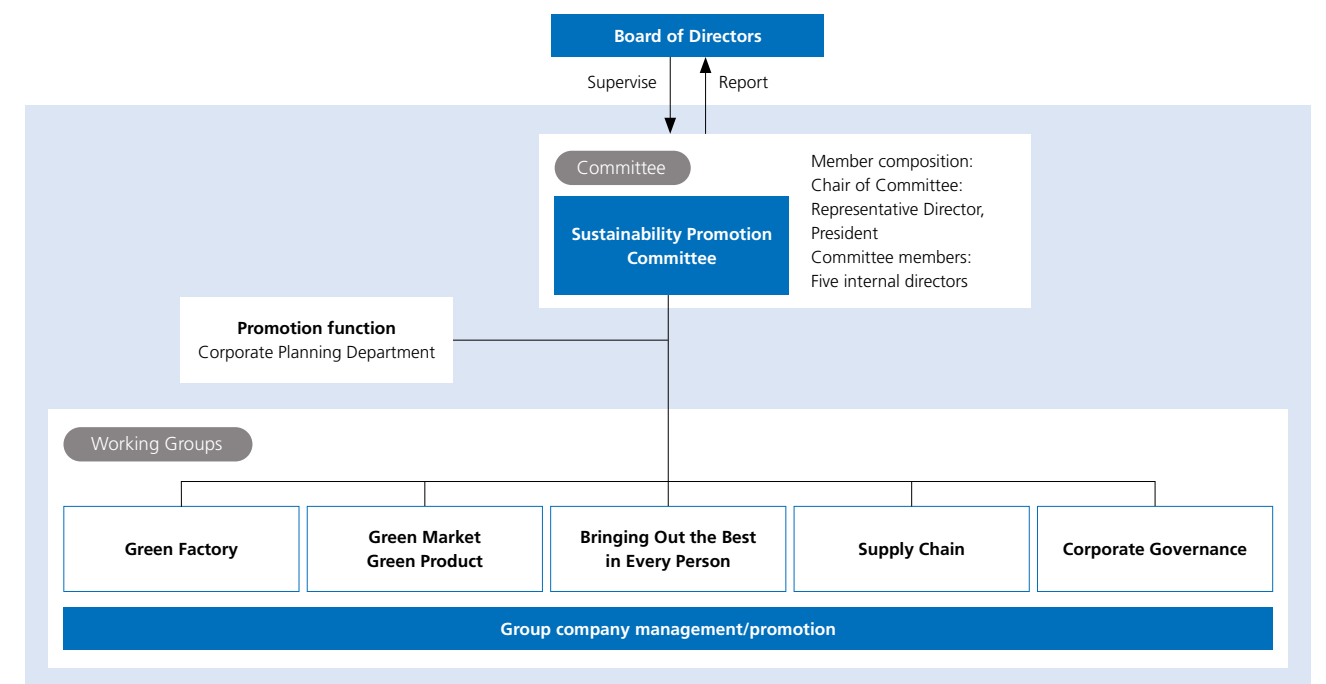 Board of Directors
Supervise
Report
Committee
Sustainability Promotion
Committee
Member composition:
Chair of Committee:
Representative Director,
President
Committee members:
Five internal directors
Promotion function
Corporate Planning Department
Working Groups
Green Factory
Green Market
Green Product
Bringing Out the Best
in Every Person
Supply Chain
Corporate Governance
Group company management/promotion